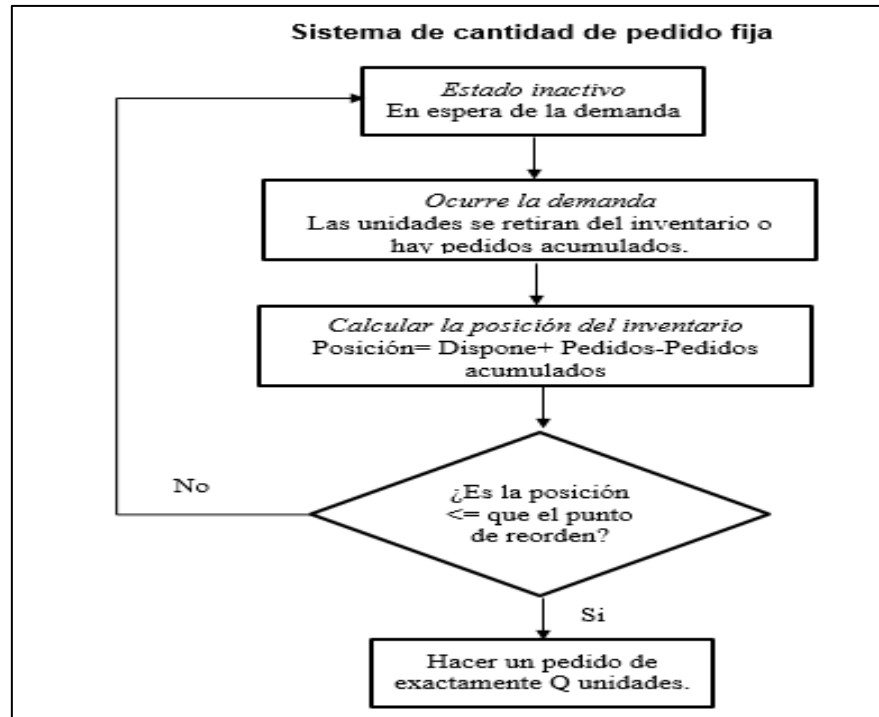 Sistema de cantidad de pedido fija
Estado inactivo
En espera de la demanda
Ocurre la demanda
Las unidades se retiran del inventario o
hay pedidos acumulados.
Calcular la posición del inventario
Posición= Dispone+ Pedidos-Pedidos
acumulados
¿Es la posición
<= que el punto
de reorden?
No
Si
Hacer un pedido de
exactamente Q unidades.